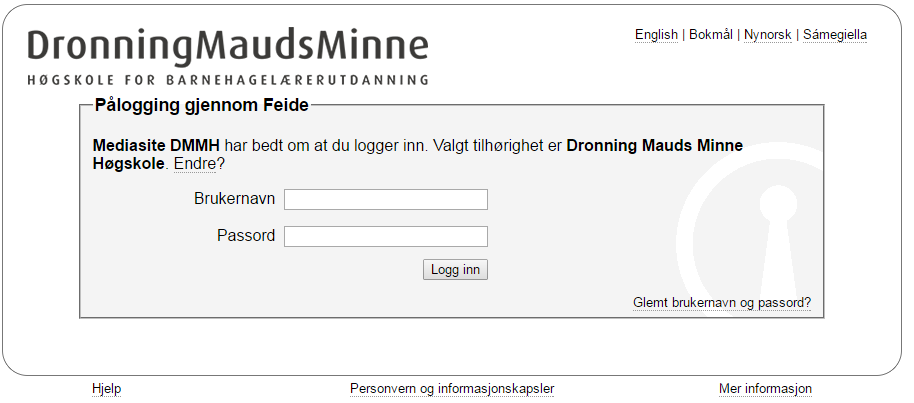 DronningMaudsMinne
HØGSKOLE FOR BARNEHAGELÆRERUTDANNING
English | Bokmål | Nynorsk | Sámegiella
Pålogging gjennom Feide
Mediasite DMMH har bedt om at du logger inn. Valgt tilhørighet er Dronning Mauds Minne
Høgskole. Endre?
Brukernavn
Passord
Logg inn
Glemt brukernavn og passord?
Hjelp
Personvern og informasjonskapsler
Mer informasjon